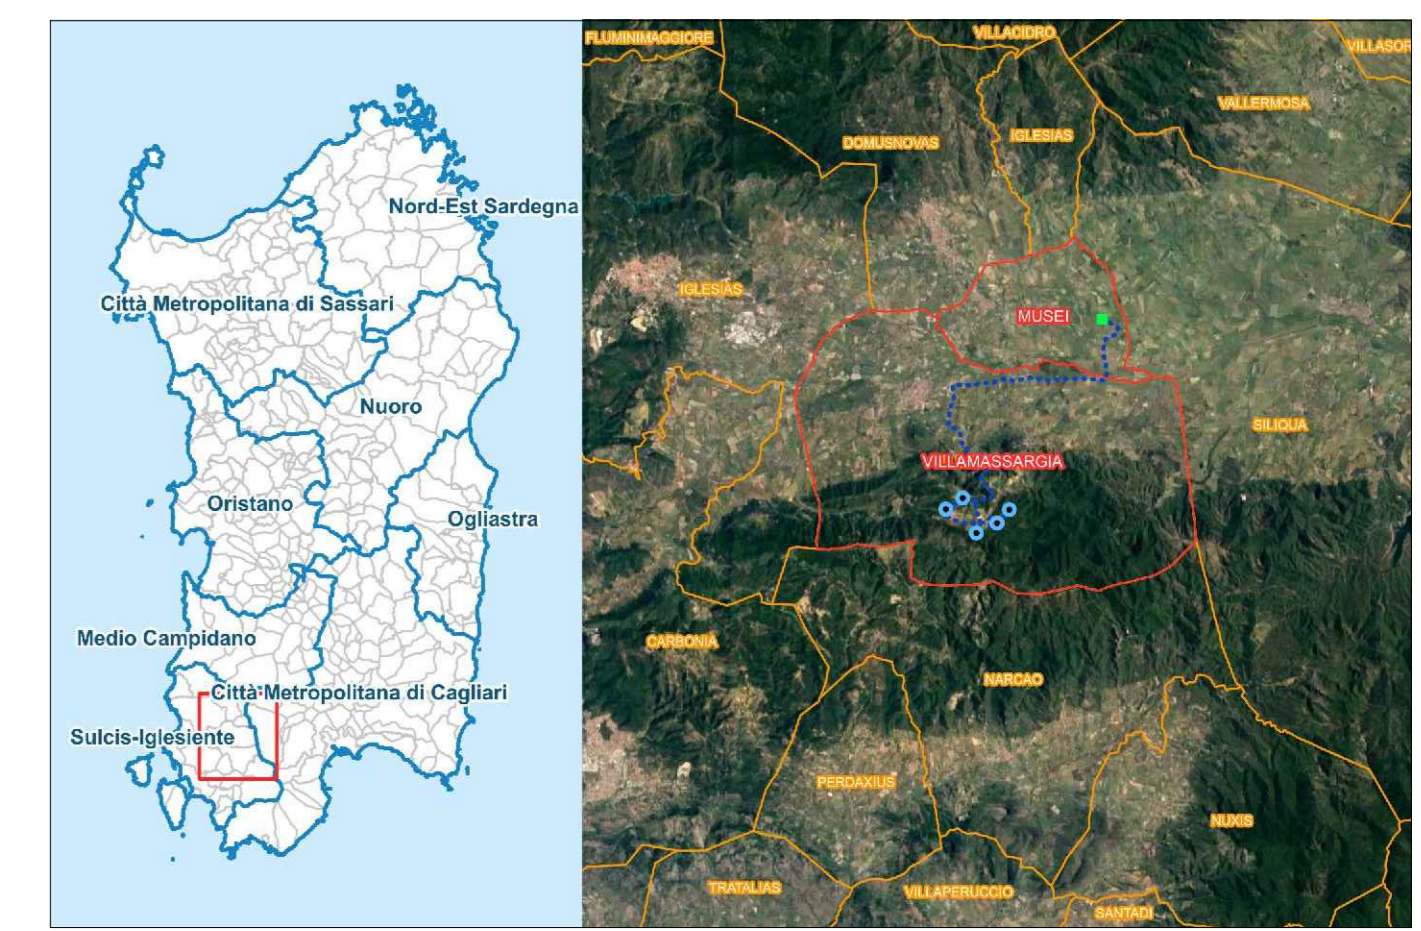 Nord-Est Sardegna
Città Metropolitana di Sassari
Nuoro
Oristano
Ogliastra
Medio Campidano
Città Metropolitana di Cagliari
Sulcis-Iglesiente
FLUMINIMAGGIORE
VILLACIDRO
VILLASOR
VALLERMOSA
DOMUSNOVAS
IGLESIAS
IGLESIAS
MUSEI
SILIQUA
VILLAMASSARGIA
CARBONIA
NARCAO
PERDAXIUS
NUXIS
TRATALIAS
VILLAPERUCCIO
SANTADI